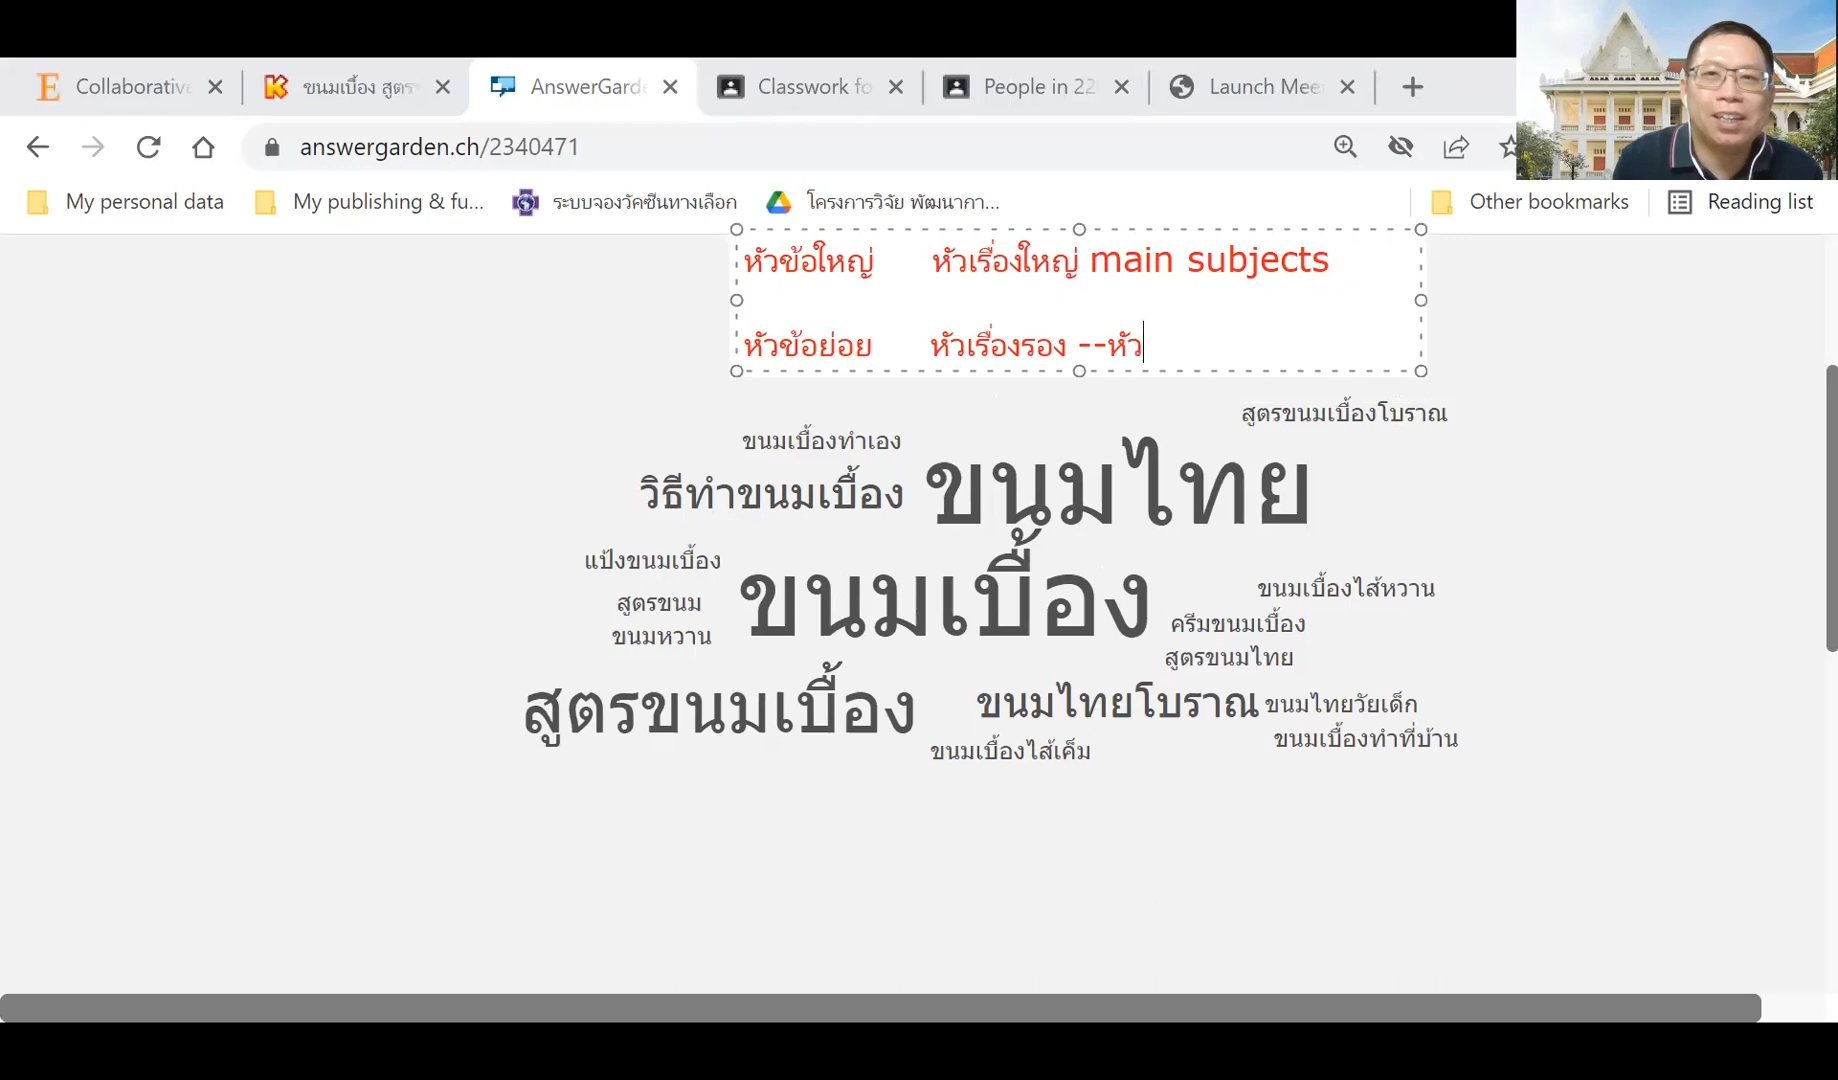 Collaborative
ขนมเบื้อง สูตร
AnswerGard
Classwork fo
People in 22
Launch Mee
answergarden.ch/2340471
My personal data
My publishing & fu...
ระบบจองวัคซีนทางเลือก
โครงการวิจัย พัฒนากา...
Other bookmarks
Reading list
หัวข้อใหญ่ หัวเรื่องใหญ่ main subjects
หัวข้อย่อย หัวเรื่องรอง --หัว
สูตรขนมเบื้องโบราณ
ขนมเบื้องทำเอง
วิธีทำขนมเบื้อง
ขนมไทย
แป้งขนมเบื้อง
ขนมเบื้อง
ขนมเบื้องไส้หวาน
สูตรขนม
ครีมขนมเบื้อง
ขนมหวาน
สูตรขนมไทย
สูตรขนมเบื้อง
ขนมไทยโบราณ
ขนมไทยวัยเด็ก
ขนมเบื้องไส้เค็ม
ขนมเบื้องทำที่บ้าน